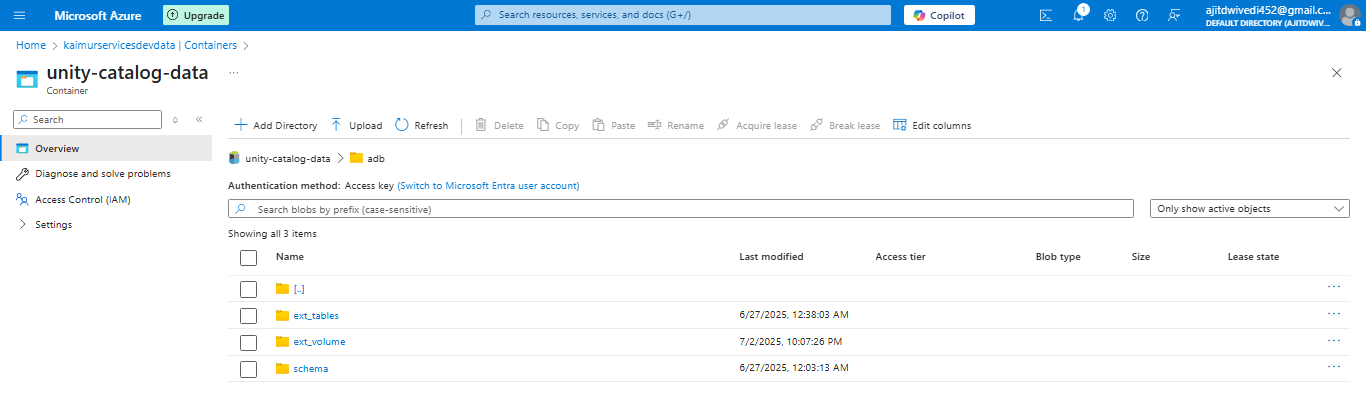 Microsoft Azure
Upgrade
Search resources, services, and docs (G+/)
Copilot
1
ajitdwivedi452@gmail.c...
DEFAULT DIRECTORY (AJITDWIV...
Home > kaimurservicesdevdata | Containers >
unity-catalog-data ...
Container
Search
Overview
Diagnose and solve problems
Access Control (IAM)
Settings
Add Directory Upload Refresh Delete Copy Paste Rename Acquire lease Break lease Edit columns
unity-catalog-data > adb
Authentication method: Access key (Switch to Microsoft Entra user account)
Search blobs by prefix (case-sensitive)
Only show active objects
Showing all 3 items
Name Last modified Access tier Blob type Size Lease state
[..] ...
ext_tables 6/27/2025, 12:38:03 AM ...
ext_volume 7/2/2025, 10:07:26 PM ...
schema 6/27/2025, 12:03:13 AM ...